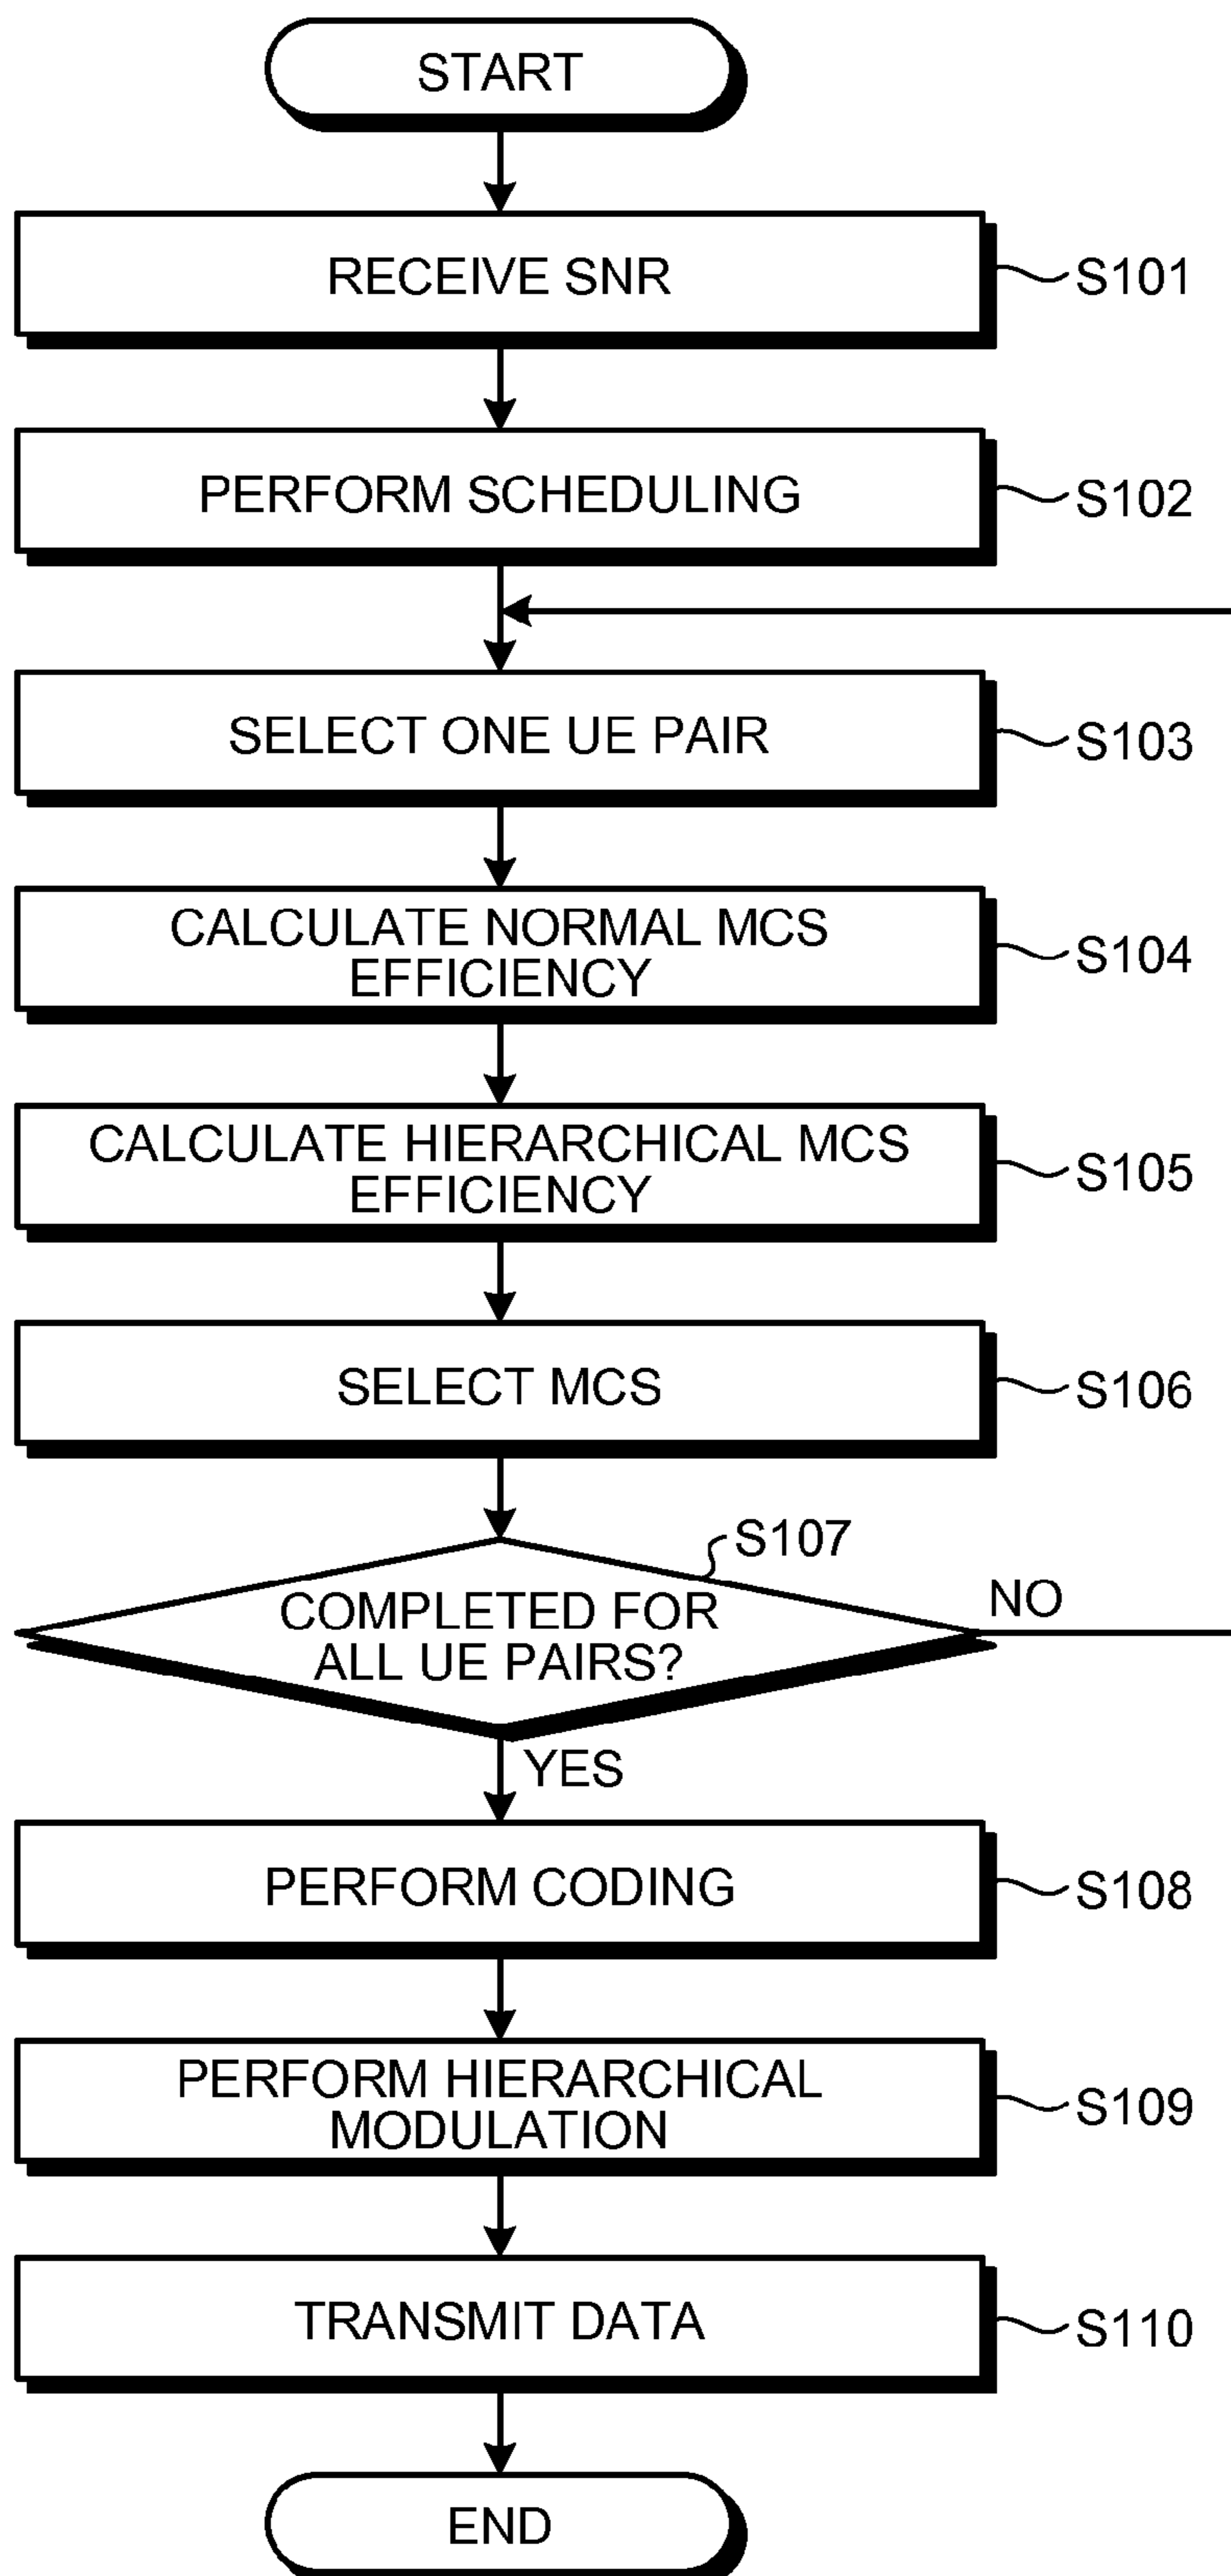 START
RECEIVE SNR
S101
PERFORM SCHEDULING
S102
SELECT ONE UE PAIR
S103
CALCULATE NORMAL MCS
EFFICIENCY
S104
CALCULATE HIERARCHICAL MCS
EFFICIENCY
S105
SELECT MCS
S106
S107
COMPLETED FOR
ALL UE PAIRS?
NO
YES
PERFORM CODING
S108
PERFORM HIERARCHICAL
MODULATION
S109
TRANSMIT DATA
S110
END